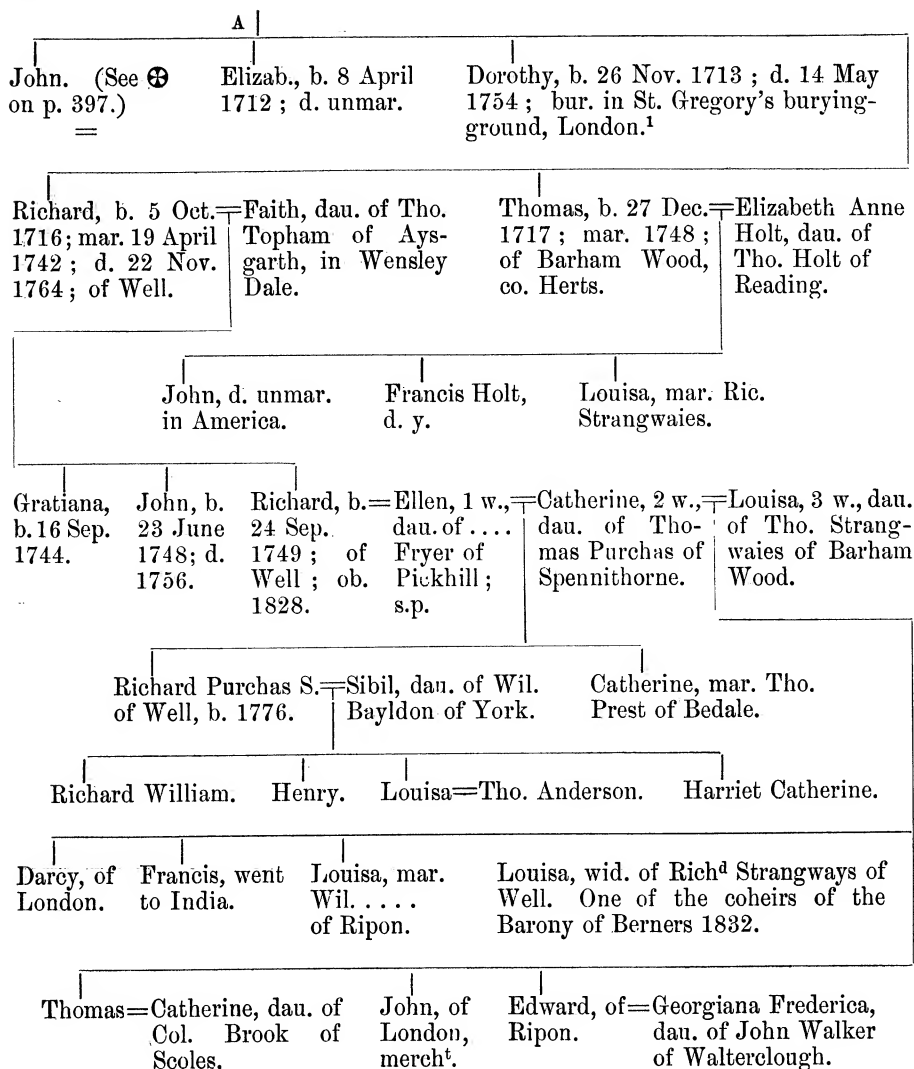 A
John. (See ✠
on p. 397.)
=
Elizab., b. 8 April
1712 ; d. unmar.
Dorothy, b. 26 Nov. 1713 ; d. 14 May
1754 ; bur. in St. Gregory's burying-
ground, London.¹
Richard, b. 5 Oct.
1716; mar. 19 April
1742 ; d. 22 Nov.
1764 ; of Well.
=Faith, dau. of Tho.
Topham of Ays-
garth, in Wensley
Dale.
Thomas, b. 27 Dec.
1717 ; mar. 1748 ;
of Barham Wood,
co. Herts.
=Elizabeth Anne
Holt, dau. of
Tho. Holt of
Reading.
John, d. unmar.
in America.
Francis Holt,
d. y.
Louisa, mar. Ric.
Strangwaies.
Gratiana,
b. 16 Sep.
1744.
John, b.
23 June
1748; d.
1756.
Richard, b.
24 Sep.
1749 ; of
Well ; ob.
1828.
=Ellen, 1 w.,
dau. of ....
Fryer of
Pickhill ;
s.p.
=Catherine, 2 w.,
dau. of Tho-
mas Purchas of
Spennithorne.
=Louisa, 3 w., dau.
of Tho. Strang-
waies of Barham
Wood.
Richard Purchas S.
of Well, b. 1776.
=Sibil, dau. of Wil.
Bayldon of York.
Catherine, mar. Tho.
Prest of Bedale.
Richard William.
Henry.
Louisa=Tho. Anderson.
Harriet Catherine.
Darcy, of
London.
Francis, went
to India.
Louisa, mar.
Wil.....
of Ripon.
Louisa, wid. of Richᵈ Strangways of
Well. One of the coheirs of the
Barony of Berners 1832.
Thomas=Catherine, dau. of
Col. Brook of
Scoles.
John, of
London,
mercht.
Edward, of
Ripon.
=Georgiana Frederica,
dau. of John Walker
of Walterclough.